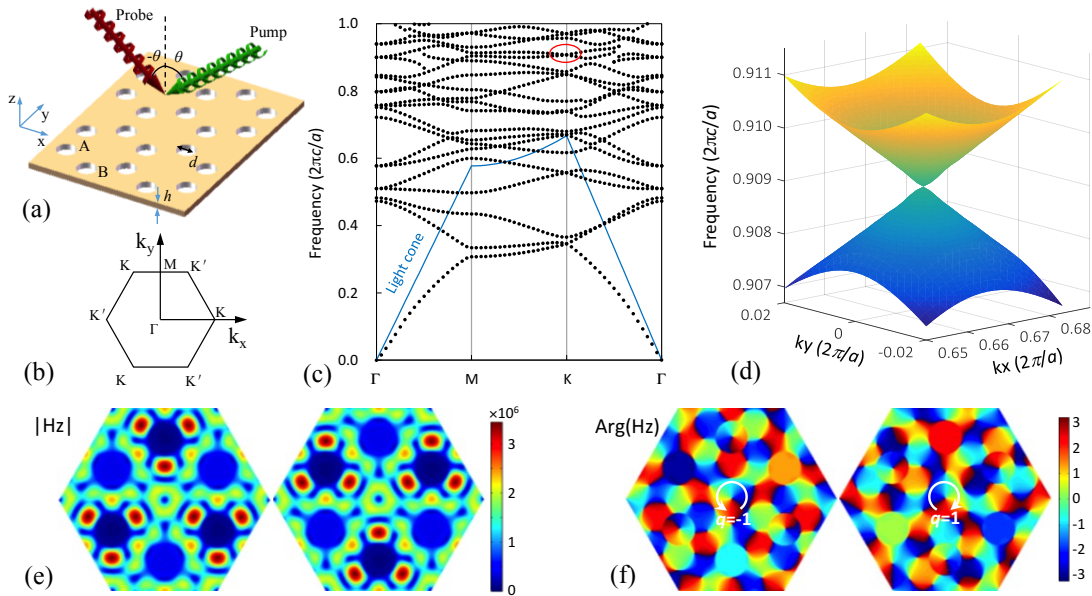 Probe
Pump
-θ
θ
z
y
x
A
B
d
h
(a)
k_y
K
M
K′
K′
Γ
K
k_x
K
K′
(b)
Frequency (2πc/a)
1.0
0.8
0.6
0.4
0.2
0.0
Light cone
Γ
M
K
Γ
(c)
Frequency (2πc/a)
0.911
0.910
0.909
0.908
0.907
0.02
0
-0.02
ky (2π/a)
0.65
0.66
0.67
0.68
kx (2π/a)
(d)
|Hz|
×10⁶
3
2
1
0
(e)
Arg(Hz)
q=-1
q=1
3
2
1
0
-1
-2
-3
(f)